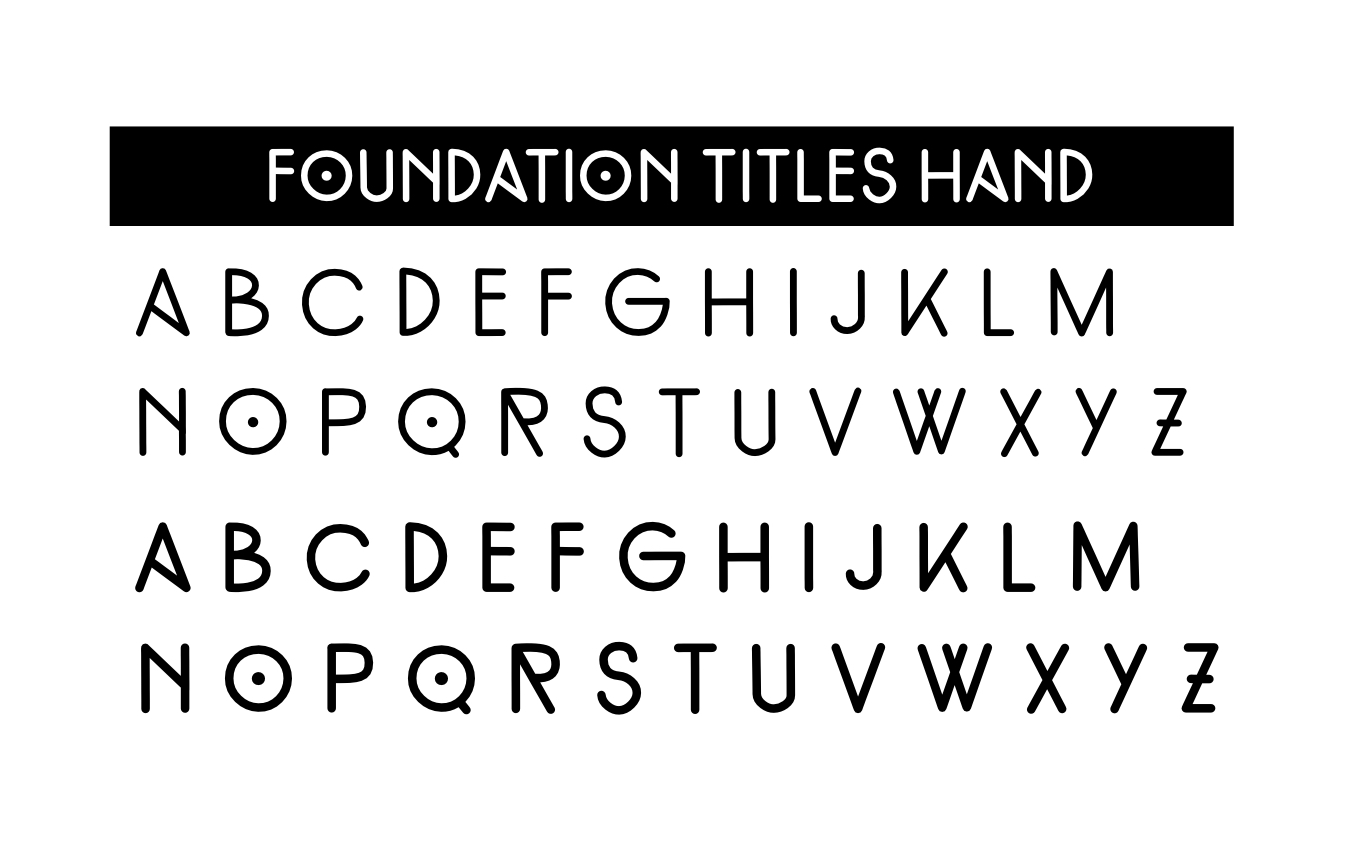 FOUNDATION TITLES HAND
A B C D E F G H I J K L M
N O P Q R S T U V W X Y Z
A B C D E F G H I J K L M
N O P Q R S T U V W X Y Z